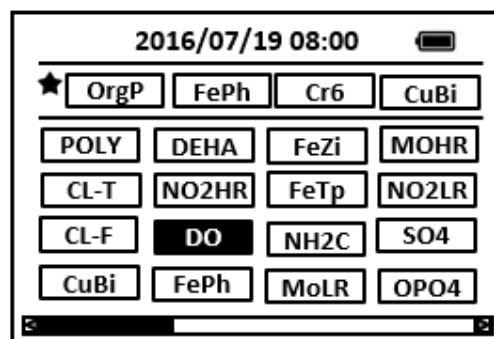 2016/07/19 08:00
OrgP FePh Cr6 CuBi
POLY DEHA FeZi MOHR
CL-T NO2HR FeTp NO2LR
CL-F DO NH2C SO4
CuBi FePh MoLR OPO4